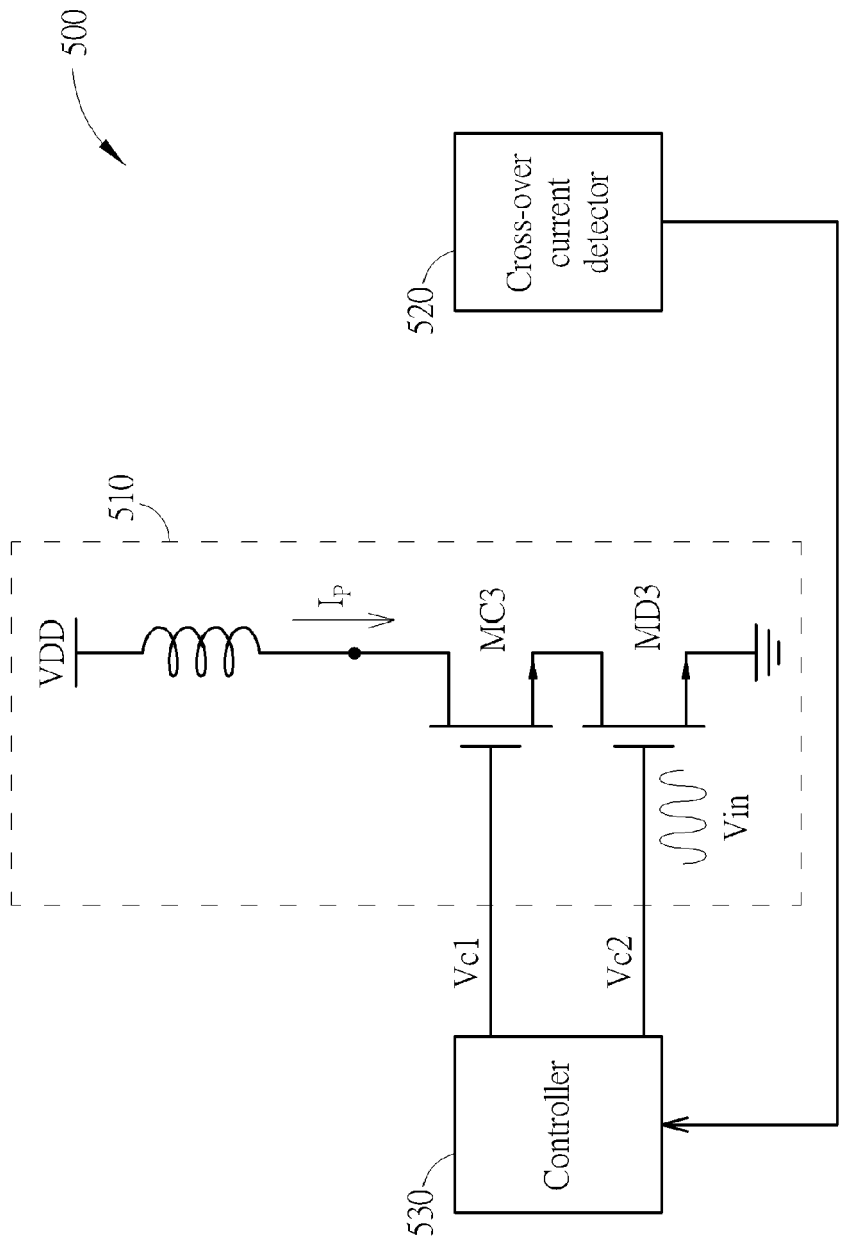 500
510
VDD
I_P
MC3
MD3
Vin
Vc1
Vc2
530
Controller
520
Cross-over
current
detector